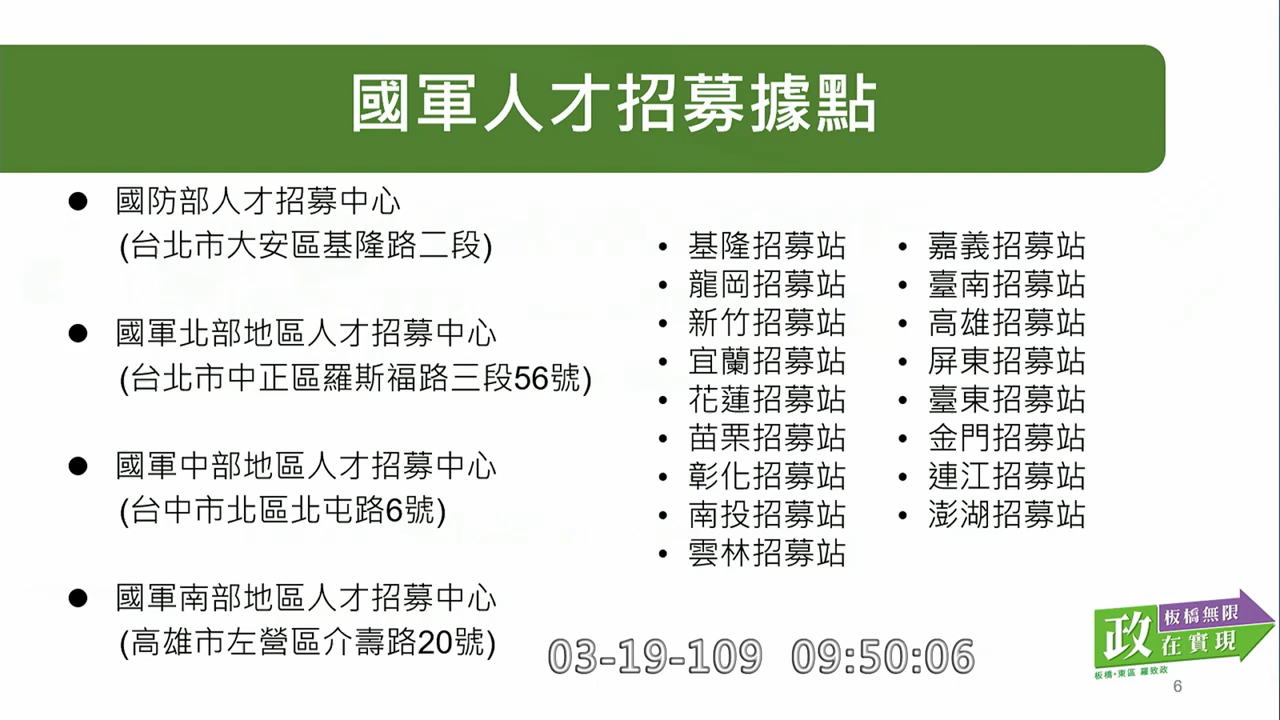 國軍人才招募據點
● 國防部人才招募中心
(台北市大安區基隆路二段)
● 國軍北部地區人才招募中心
(台北市中正區羅斯福路三段56號)
● 國軍中部地區人才招募中心
(台中市北區北屯路6號)
● 國軍南部地區人才招募中心
(高雄市左營區介壽路20號)
• 基隆招募站
• 龍岡招募站
• 新竹招募站
• 宜蘭招募站
• 花蓮招募站
• 苗栗招募站
• 彰化招募站
• 南投招募站
• 雲林招募站
• 嘉義招募站
• 臺南招募站
• 高雄招募站
• 屏東招募站
• 臺東招募站
• 金門招募站
• 連江招募站
• 澎湖招募站
03-19-109 09:50:06
政 板橋無限
在實現
板橋•東區 羅致政
6